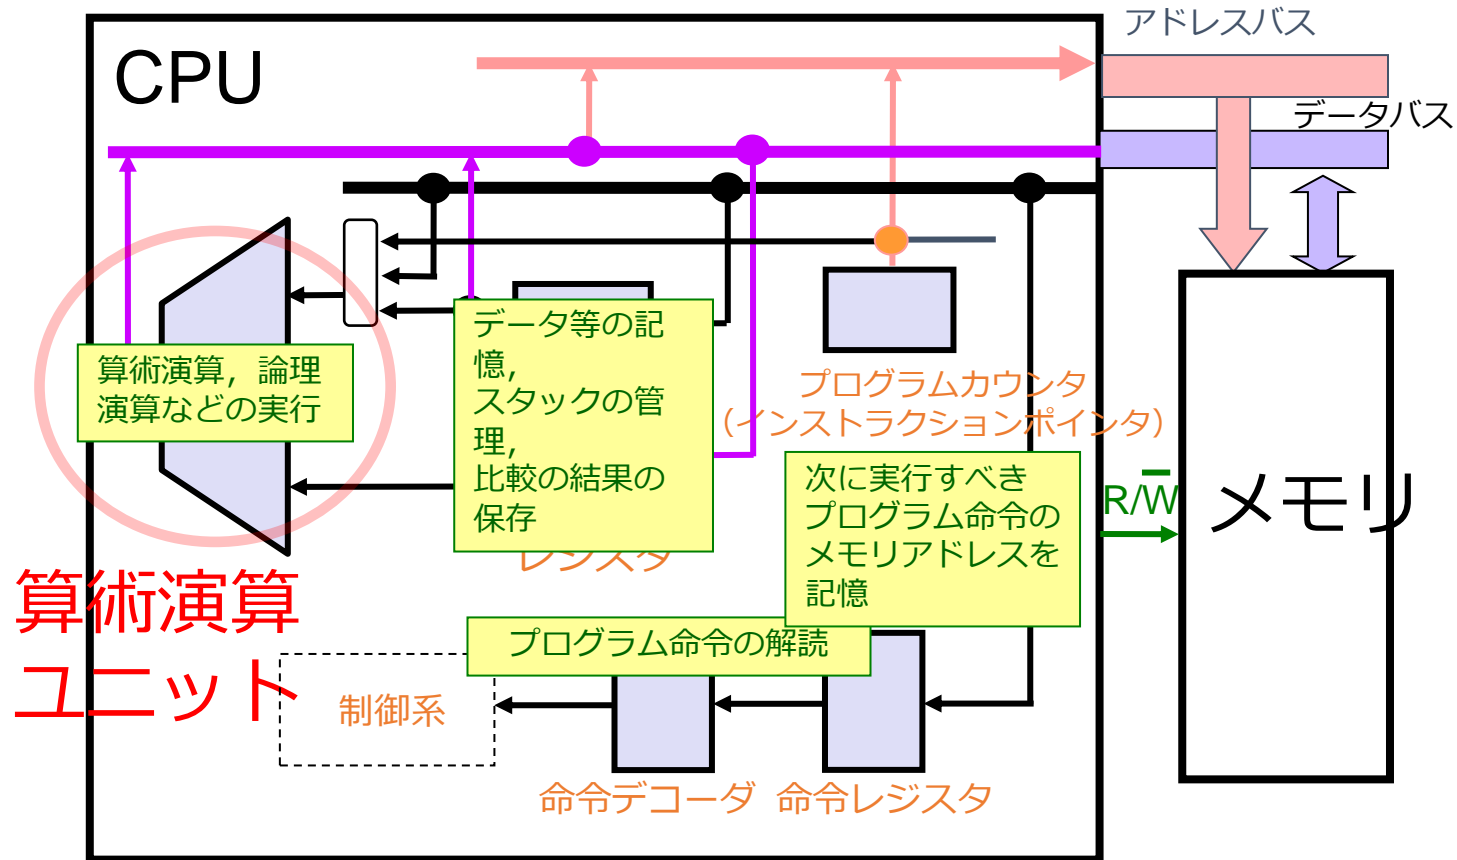 アドレスバス
CPU
データバス
データ等の記
憶,
スタックの管
理,
比較の結果の
保存
算術演算，論理
演算などの実行
プログラムカウンタ
（インストラクションポインタ）
次に実行すべき
プログラム命令の
メモリアドレスを
記憶
R/W
メモリ
レジスタ
算術演算
ユニット
プログラム命令の解読
制御系
命令デコーダ
命令レジスタ